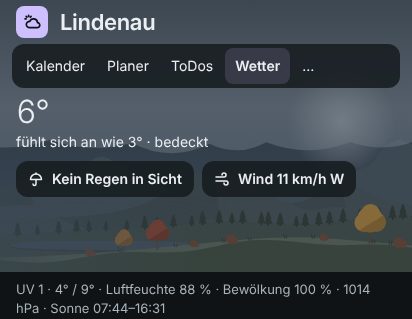 Lindenau
Kalender Planer ToDos Wetter ...
6°
fühlt sich an wie 3° · bedeckt
Kein Regen in Sicht Wind 11 km/h W
UV 1 · 4° / 9° · Luftfeuchte 88 % · Bewölkung 100 % · 1014
hPa · Sonne 07:44–16:31